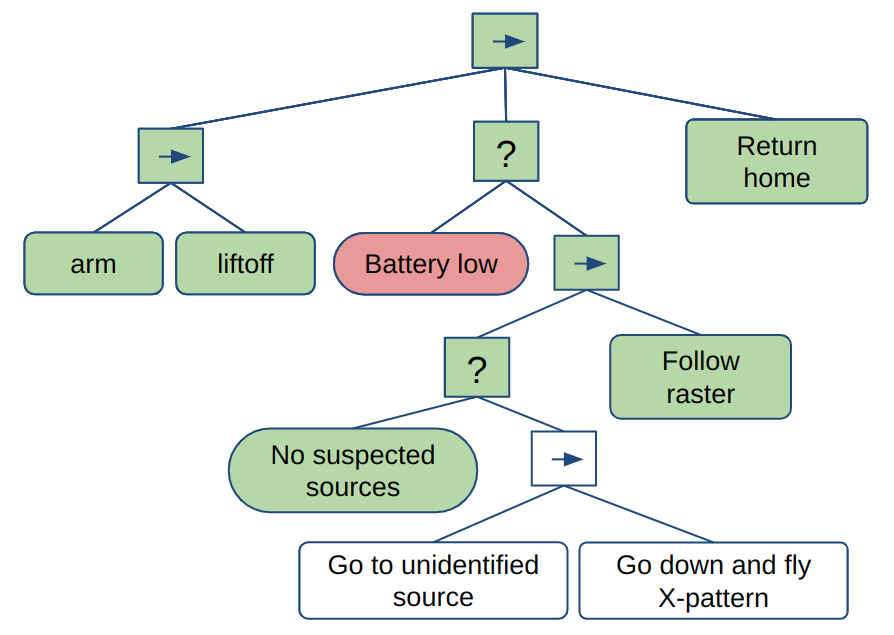 ?
Return
home
arm
liftoff
Battery low
?
Follow
raster
No suspected
sources
Go to unidentified
source
Go down and fly
X-pattern